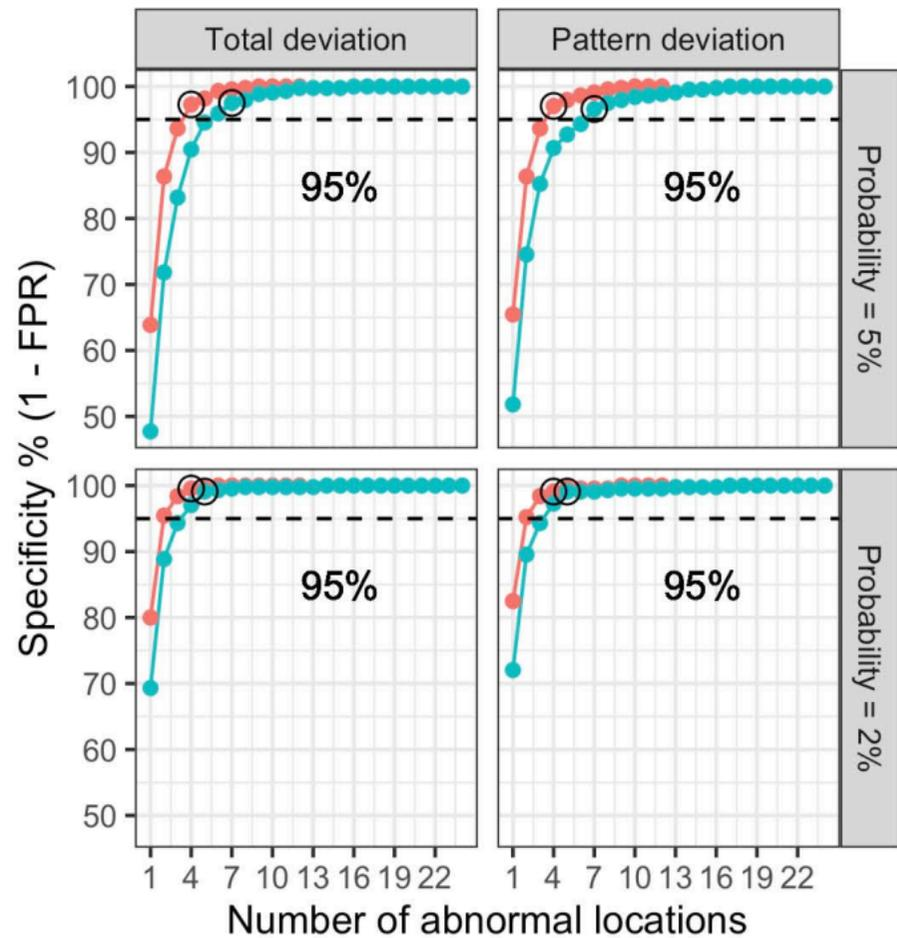 Total deviation
Pattern deviation
Specificity % (1 - FPR)
100
90
80
70
60
50
95%
95%
Probability = 5%
100
90
80
70
60
50
95%
95%
Probability = 2%
1 4 7 10 13 16 19 22
1 4 7 10 13 16 19 22
Number of abnormal locations